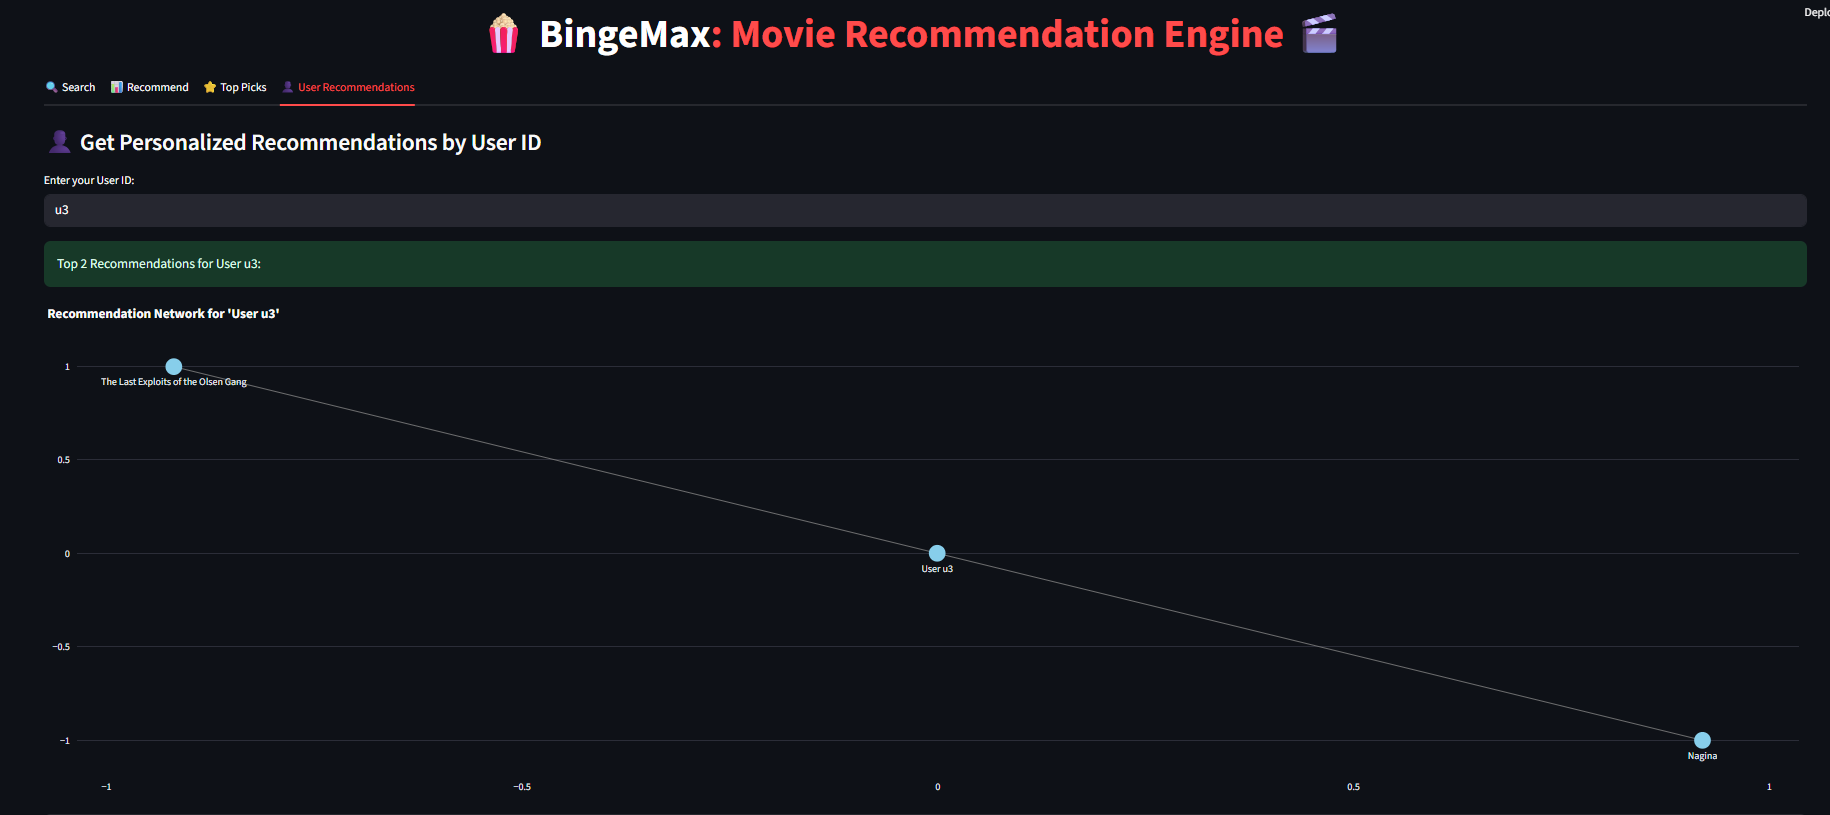 BingeMax: Movie Recommendation Engine
Search Recommend Top Picks User Recommendations
Get Personalized Recommendations by User ID
Enter your User ID:
u3
Top 2 Recommendations for User u3:
Recommendation Network for 'User u3'
1
The Last Exploits of the Olsen Gang
0.5
0
User u3
−0.5
−1
Nagina
−1 −0.5 0 0.5 1